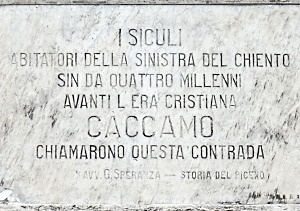 I SICULI
ABITATORI DELLA SINISTRA DEL CHIENTO
SIN DA QUATTRO MILLENNI
AVANTI L ERA CRISTIANA
CACCAMO
CHIAMARONO QUESTA CONTRADA
(AVV. G. SPERANZA — STORIA DEL PICENO)